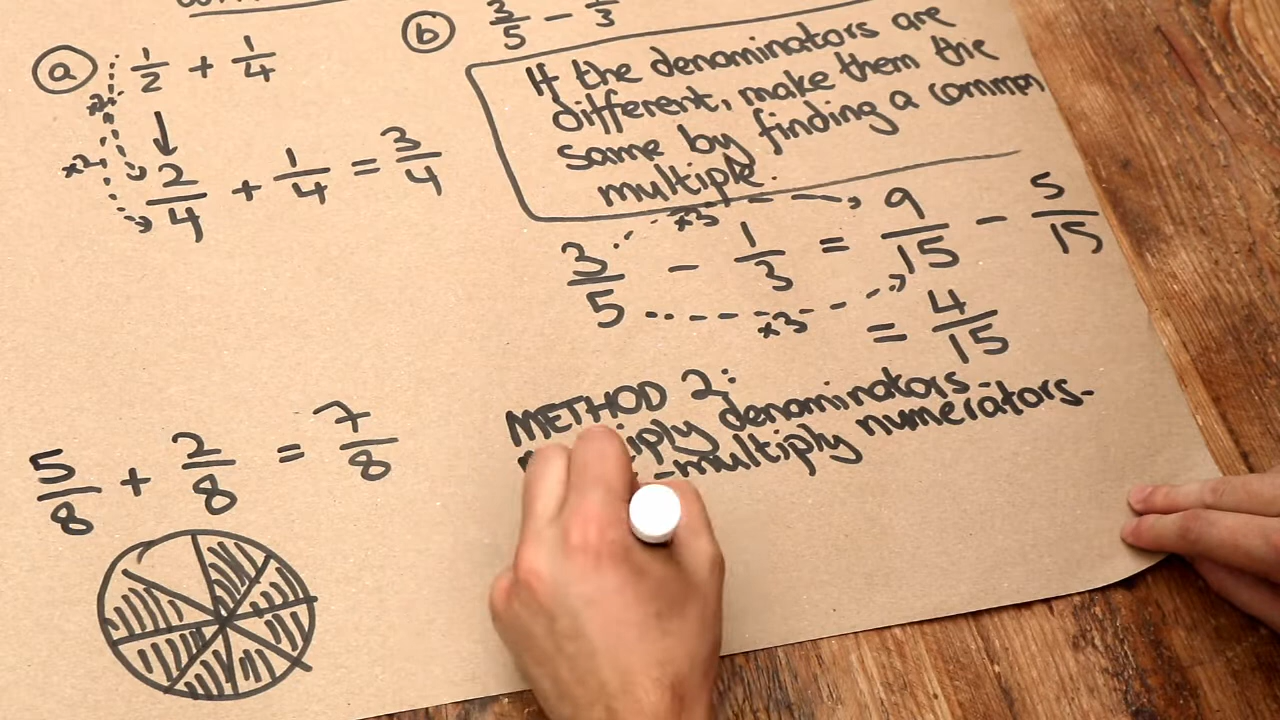 a 1/2 + 1/4
×2
×2
2/4 + 1/4 = 3/4
5/8 + 2/8 = 7/8
b 3/5 - 1/3
If the denominators are
different, make them the
same by finding a common
multiple.
×3
3/5 - 1/3 = 9/15 - 5/15
×3
= 4/15
METHOD 2:
denominators-
-multiply numerators-